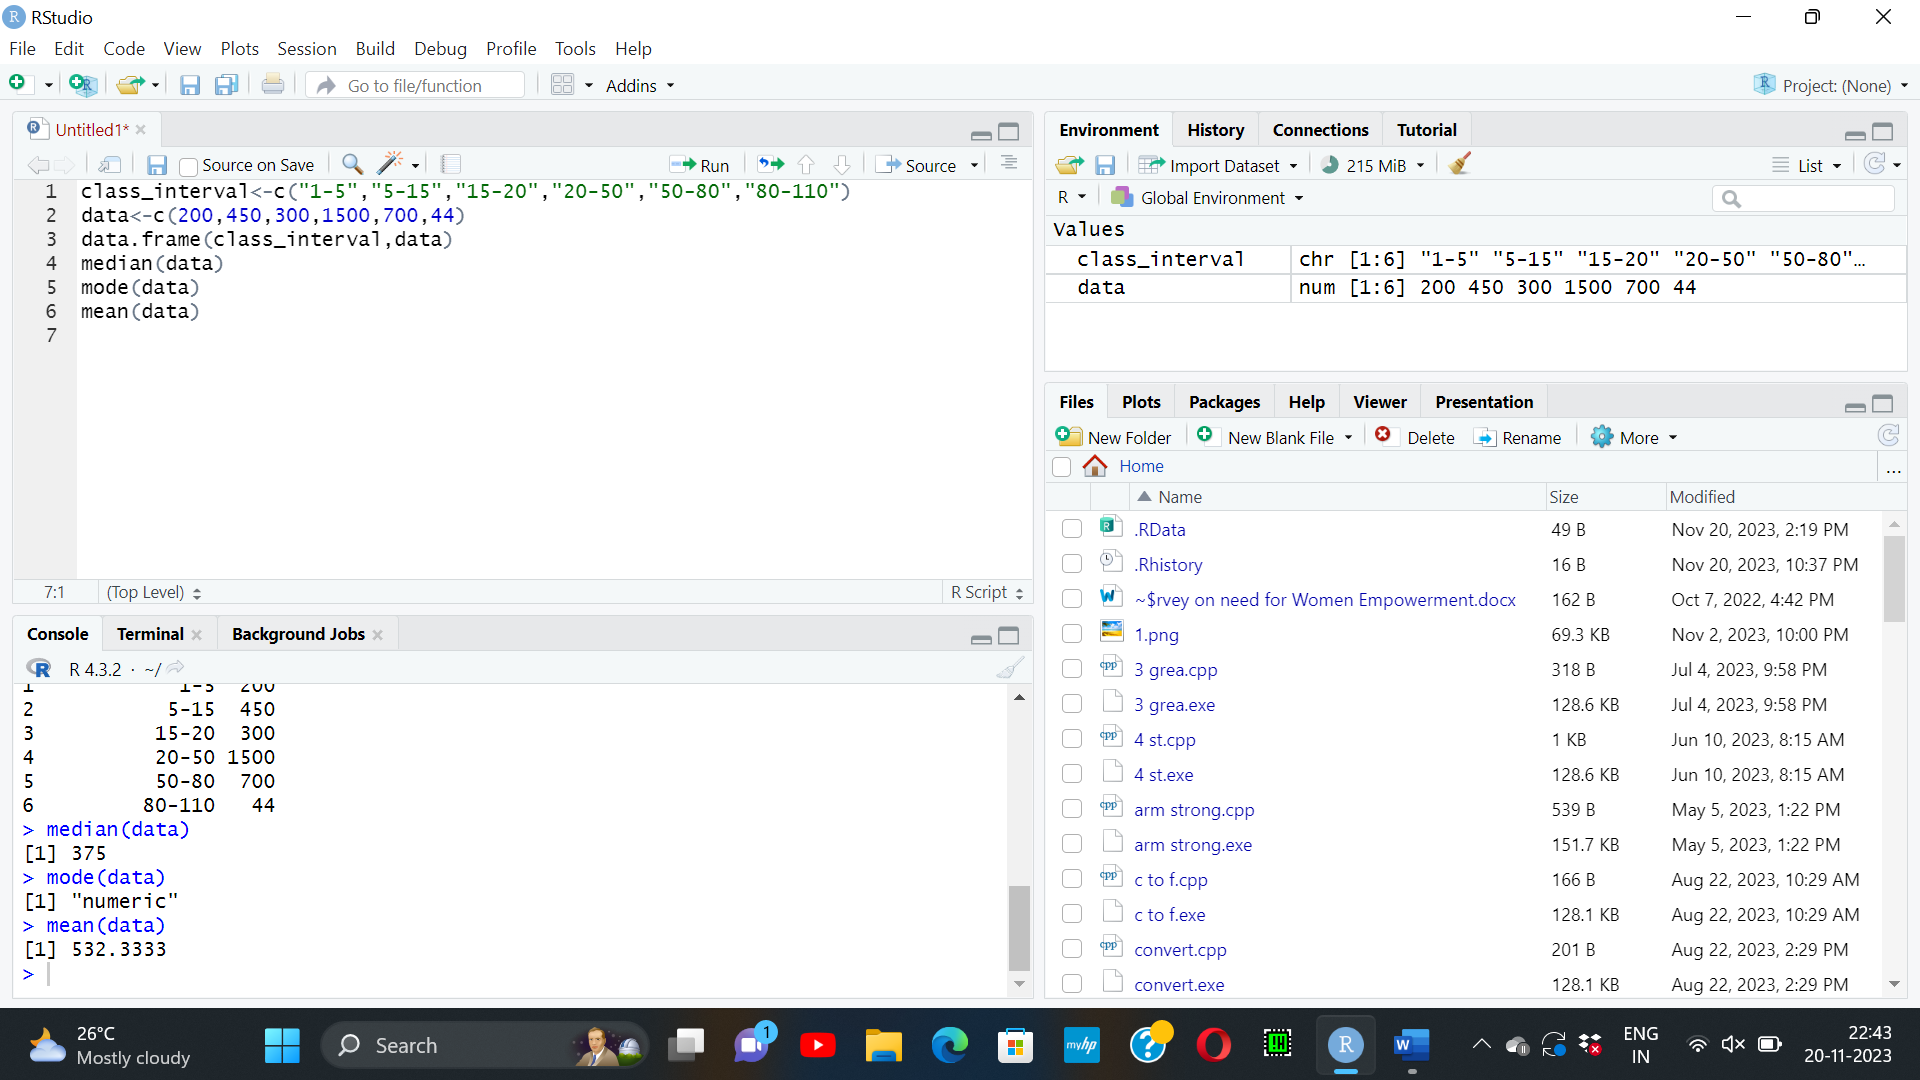 RStudio
File Edit Code View Plots Session Build Debug Profile Tools Help
Go to file/function Addins Project: (None)
Untitled1*
Source on Save Run Source
1 class_interval<-c("1-5","5-15","15-20","20-50","50-80","80-110")
2 data<-c(200,450,300,1500,700,44)
3 data.frame(class_interval,data)
4 median(data)
5 mode(data)
6 mean(data)
7
7:1 (Top Level) R Script
Console Terminal Background Jobs
R 4.3.2 · ~/
1 1-5 200
2 5-15 450
3 15-20 300
4 20-50 1500
5 50-80 700
6 80-110 44
> median(data)
[1] 375
> mode(data)
[1] "numeric"
> mean(data)
[1] 532.3333
>
Environment History Connections Tutorial
Import Dataset 215 MiB List
R Global Environment
Values
class_interval chr [1:6] "1-5" "5-15" "15-20" "20-50" "50-80"…
data num [1:6] 200 450 300 1500 700 44
Files Plots Packages Help Viewer Presentation
New Folder New Blank File Delete Rename More
Home ...
Name Size Modified
.RData 49 B Nov 20, 2023, 2:19 PM
.Rhistory 16 B Nov 20, 2023, 10:37 PM
~$rvey on need for Women Empowerment.docx 162 B Oct 7, 2022, 4:42 PM
1.png 69.3 KB Nov 2, 2023, 10:00 PM
3 grea.cpp 318 B Jul 4, 2023, 9:58 PM
3 grea.exe 128.6 KB Jul 4, 2023, 9:58 PM
4 st.cpp 1 KB Jun 10, 2023, 8:15 AM
4 st.exe 128.6 KB Jun 10, 2023, 8:15 AM
arm strong.cpp 539 B May 5, 2023, 1:22 PM
arm strong.exe 151.7 KB May 5, 2023, 1:22 PM
c to f.cpp 166 B Aug 22, 2023, 10:29 AM
c to f.exe 128.1 KB Aug 22, 2023, 10:29 AM
convert.cpp 201 B Aug 22, 2023, 2:29 PM
convert.exe 128.1 KB Aug 22, 2023, 2:29 PM
26°C
Mostly cloudy
Search
1
myhp
ENG
IN
22:43
20-11-2023